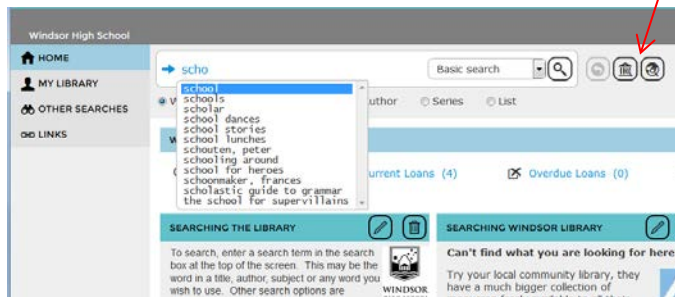 Windsor High School
HOME
MY LIBRARY
OTHER SEARCHES
LINKS
scho
Basic search
school
schools
scholar
school dances
school stories
school lunches
schouten, peter
schooling around
school for heroes
schoonmaker, frances
scholastic guide to grammar
the school for supervillains
W
uthor
Series
List
W
urrent Loans (4)
Overdue Loans (0)
SEARCHING THE LIBRARY
To search, enter a search term in the search
box at the top of the screen. This may be the
word in a title, author, subject or any word you
wish to use. Other search options are
WINDSOR
SEARCHING WINDSOR LIBRARY
Can't find what you are looking for here
Try your local community library, they
have a much bigger collection of